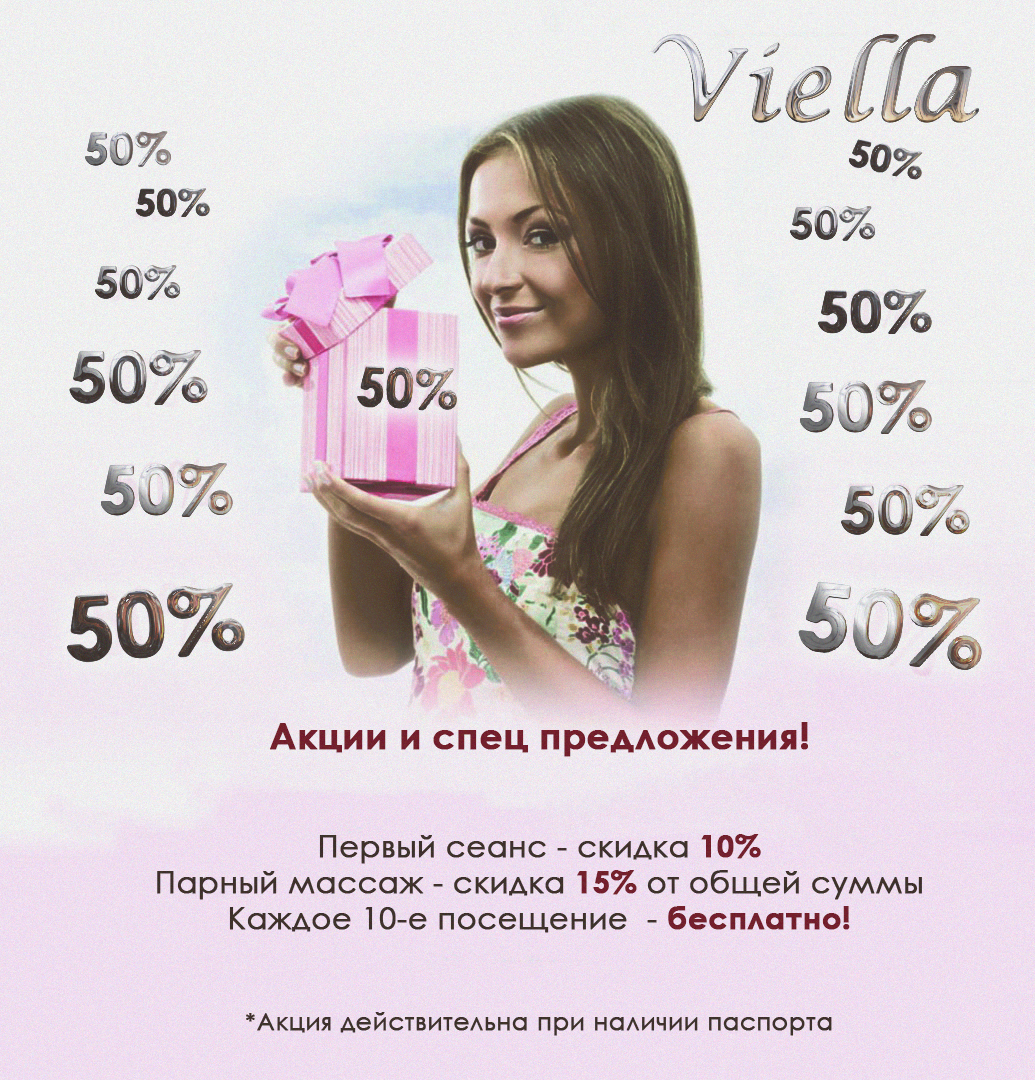 Viella
50%
50%
50%
50%
50%
50%
50%
50%
50%
50%
50%
50%
50%
Акции и спец предложения!
Первый сеанс - скидка 10%
Парный массаж - скидка 15% от общей суммы
Каждое 10-е посещение - бесплатно!
*Акция действительна при наличии паспорта